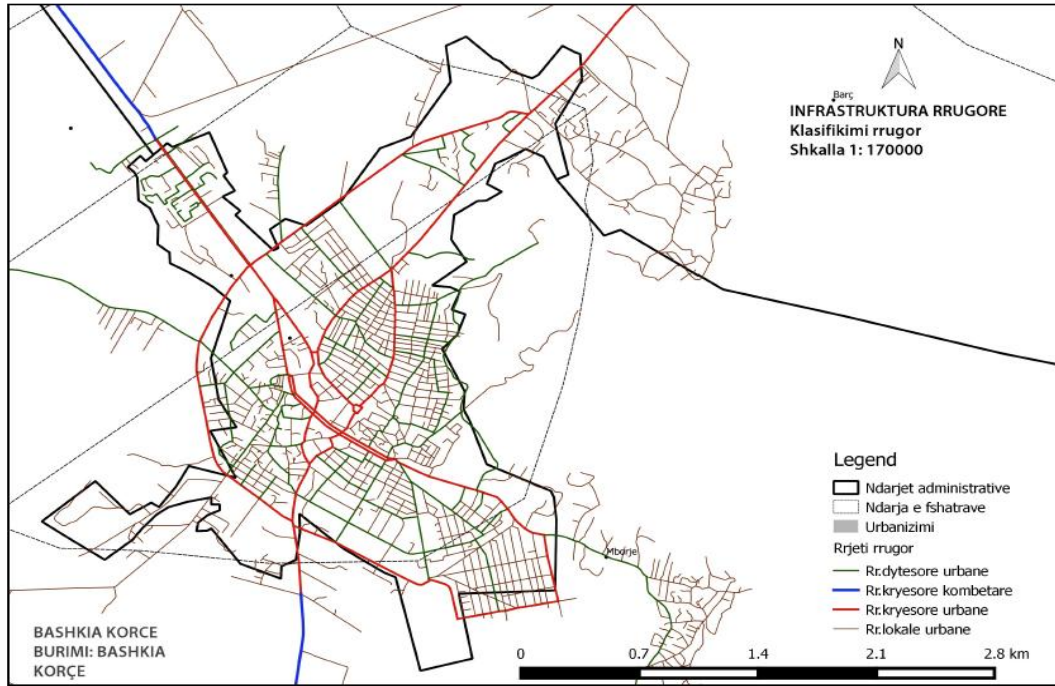 N
Barç
INFRASTRUKTURA RRUGORE
Klasifikimi rrugor
Shkalla 1: 170000
Legend
Ndarjet administrative
Ndarja e fshatrave
Urbanizimi
Rrjeti rrugor
Rr.dytesore urbane
Rr.kryesore kombetare
Rr.kryesore urbane
Rr.lokale urbane
Mborje
BASHKIA KORCE
BURIMI: BASHKIA
KORÇE
0 0.7 1.4 2.1 2.8 km